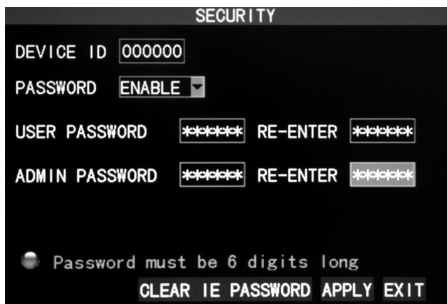 SECURITY
DEVICE ID 000000
PASSWORD ENABLE
USER PASSWORD ****** RE-ENTER ******
ADMIN PASSWORD ****** RE-ENTER ******
Password must be 6 digits long
CLEAR IE PASSWORD APPLY EXIT